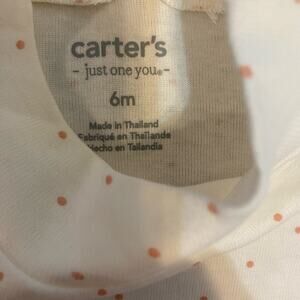 carter's
- just one you® -
6m
Made in Thailand
Fabriqué en Thaïlande
Hecho en Tailandia